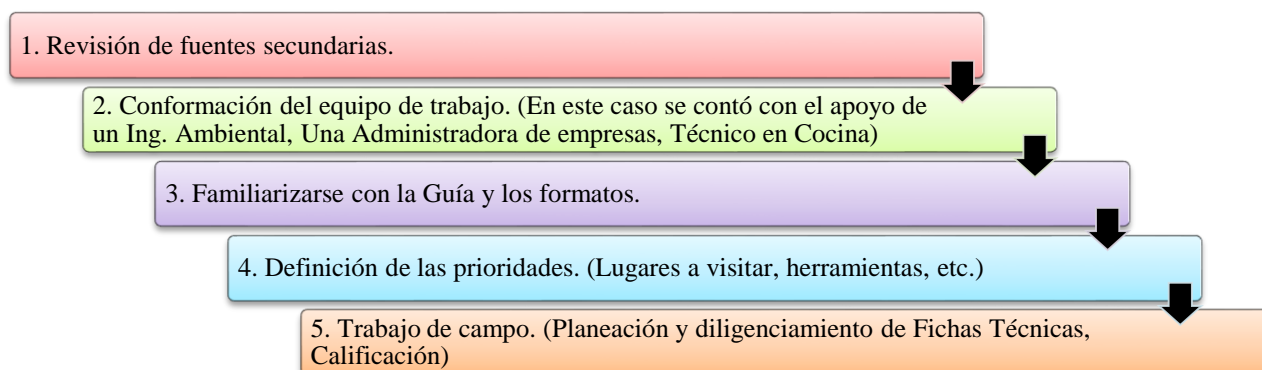 1. Revisión de fuentes secundarias.
2. Conformación del equipo de trabajo. (En este caso se contó con el apoyo de
un Ing. Ambiental, Una Administradora de empresas, Técnico en Cocina)
3. Familiarizarse con la Guía y los formatos.
4. Definición de las prioridades. (Lugares a visitar, herramientas, etc.)
5. Trabajo de campo. (Planeación y diligenciamiento de Fichas Técnicas,
Calificación)